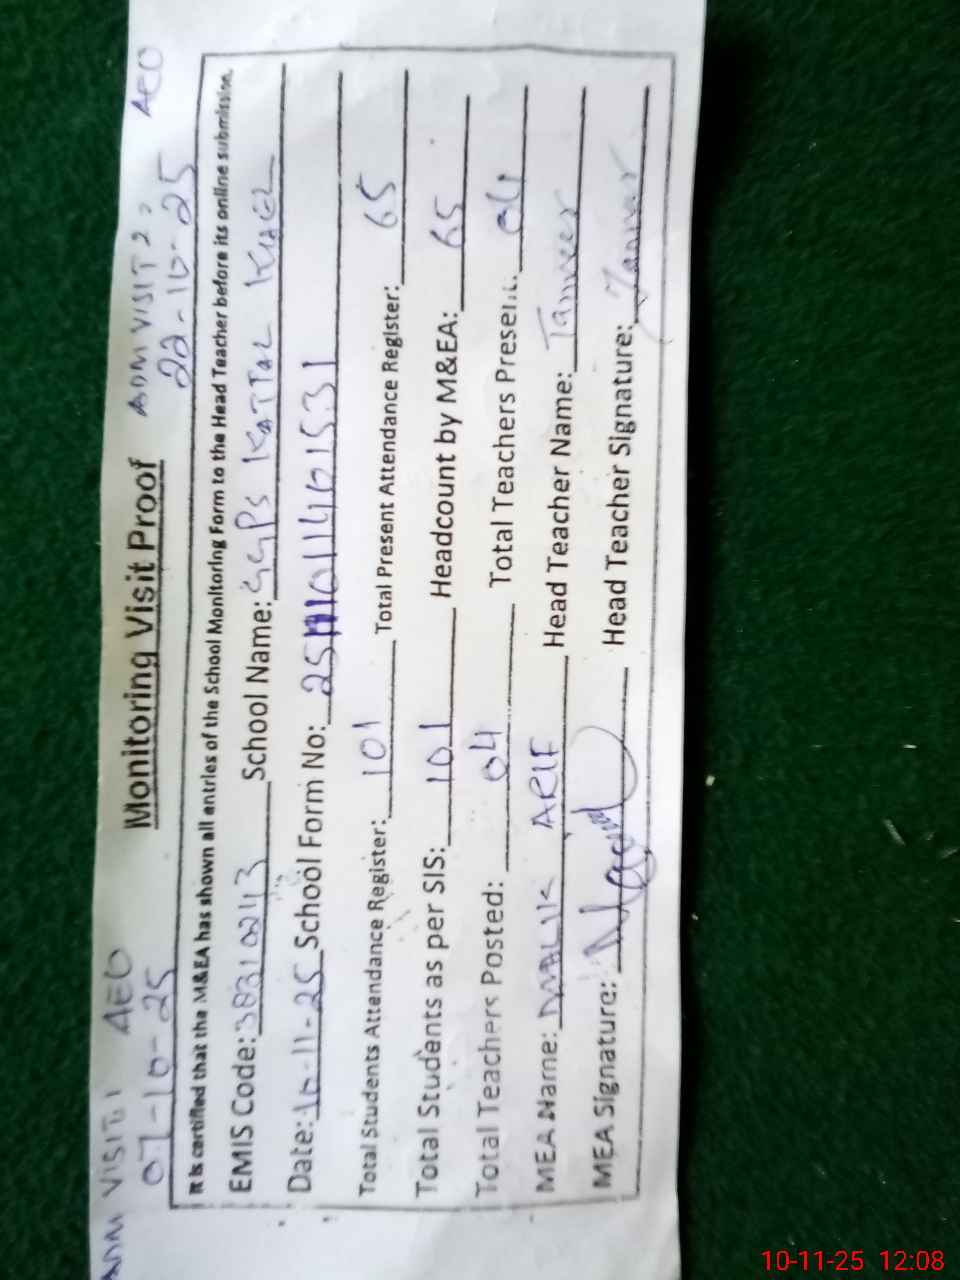 ADM VISIT 1 AEO
07-10-25
ADM VISIT 2, AEO
22-10-25
Monitoring Visit Proof
It is certified that the M&EA has shown all entries of the School Monitoring Form to the Head Teacher before its online submission.
EMIS Code: 38310243 School Name: GGPS KATTAL KHEL
Date: 10-11-25 School Form No:
Total Students Attendance Register: 101 Total Present Attendance Register: 65
Total Students as per SIS: 101 Headcount by M&EA: 65
Total Teachers Posted: 04 Total Teachers Present: 04
MEA Name: MALIK ARIF Head Teacher Name: Tanveer
MEA Signature: Head Teacher Signature:
10-11-25 12:08